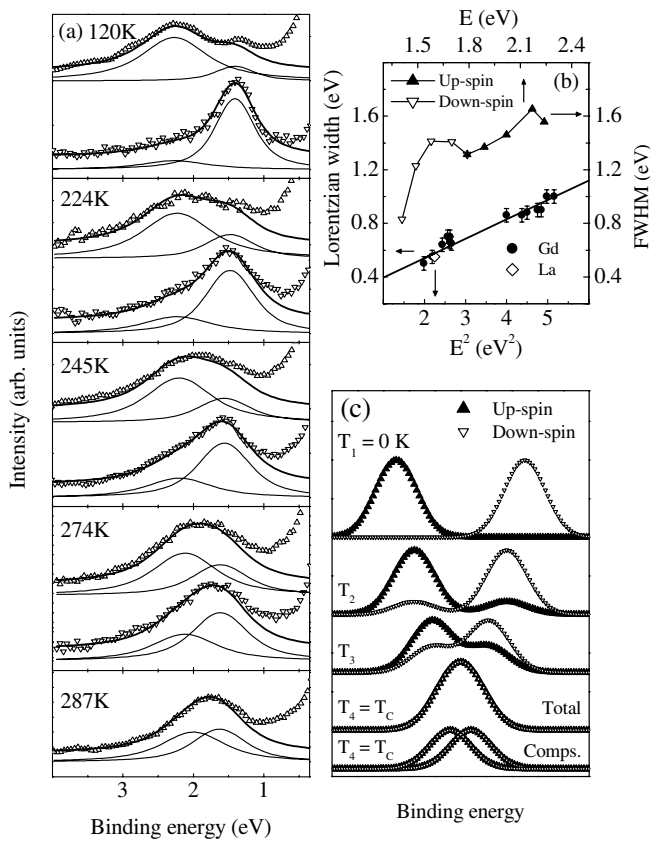 (a) 120K
224K
245K
274K
287K
3 2 1
Binding energy (eV)
Intensity (arb. units)
E (eV)
1.5 1.8 2.1 2.4
(b)
Up-spin
Down-spin
Lorentzian width (eV)
1.6
1.2
0.8
0.4
FWHM (eV)
1.6
1.2
0.8
0.4
Gd
La
2 3 4 5
E² (eV²)
(c)
Up-spin
Down-spin
T₁ = 0 K
T₂
T₃
T₄ = T_C Total
T₄ = T_C Comps.
Binding energy